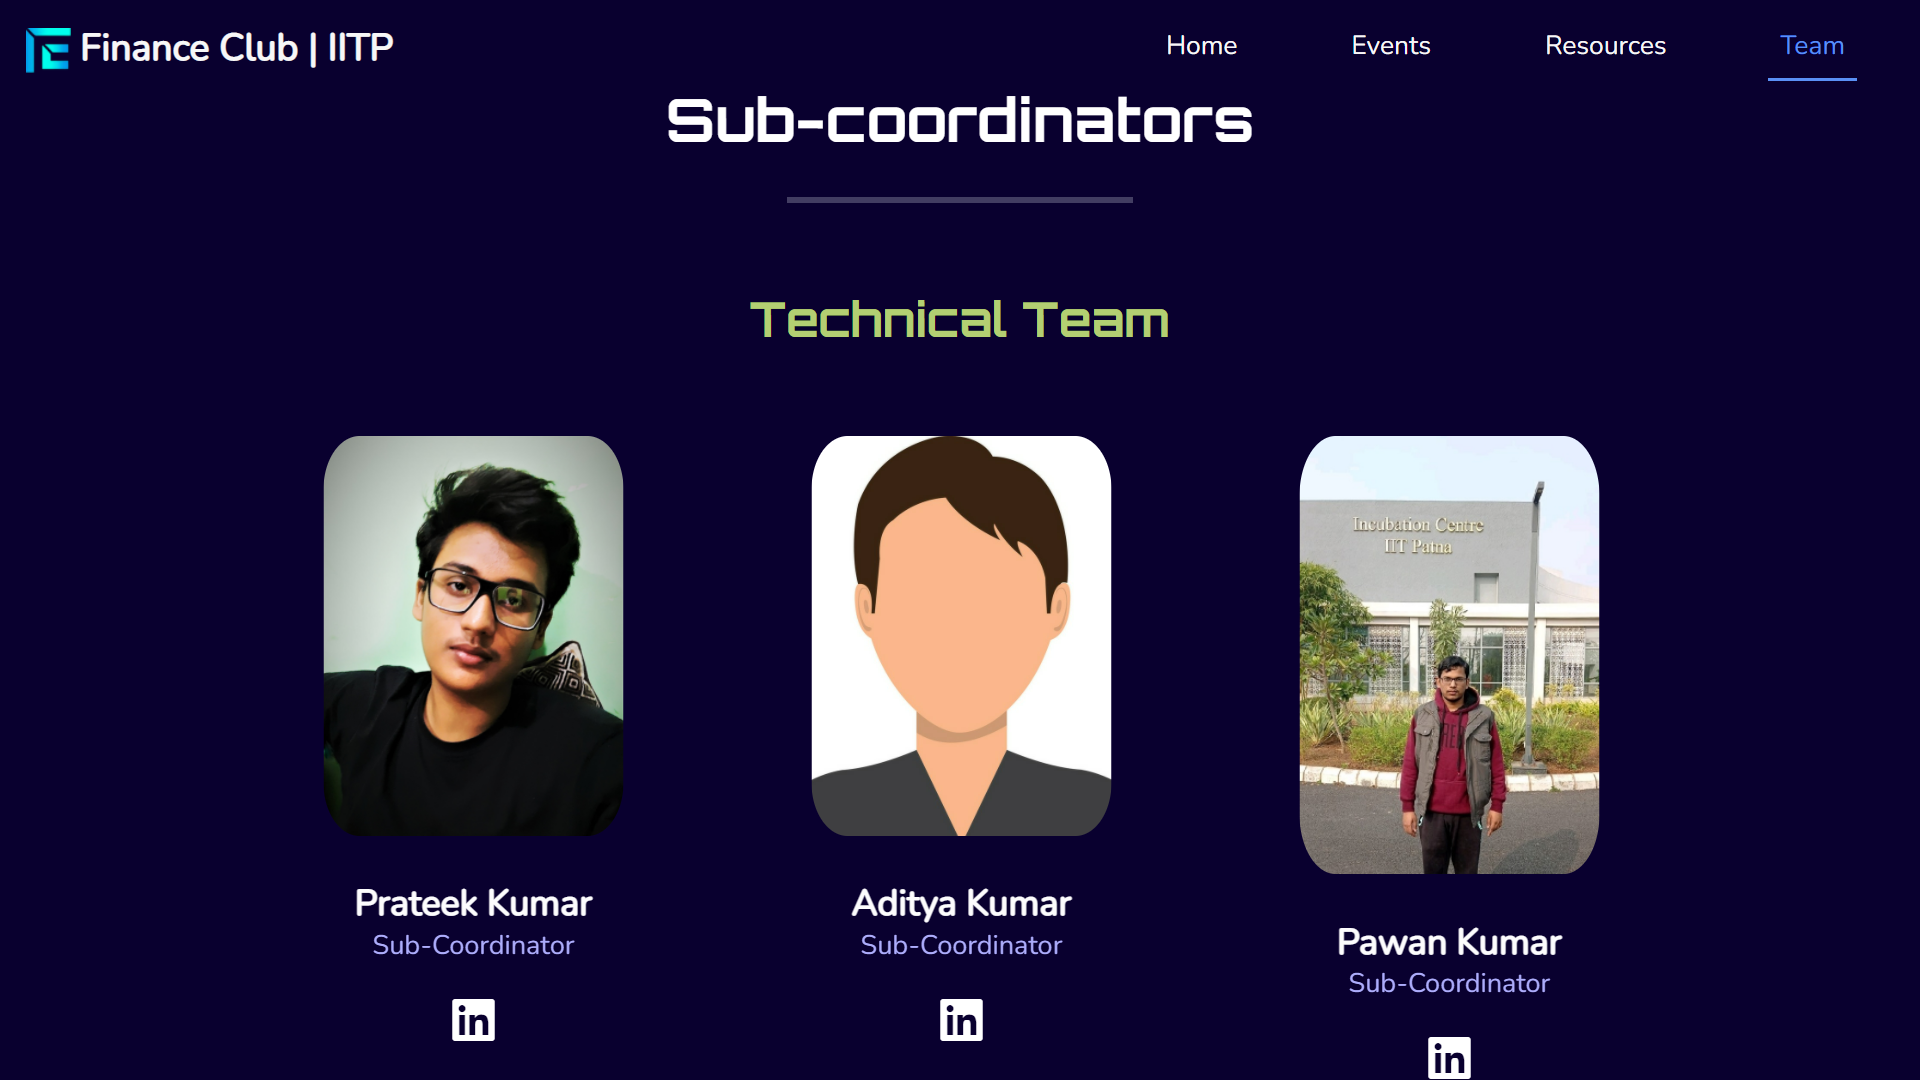 Finance Club | IITP
Home
Events
Resources
Team
Sub-coordinators
Technical Team
Incubation Centre
IIT Patna
Prateek Kumar
Sub-Coordinator
in
Aditya Kumar
Sub-Coordinator
in
Pawan Kumar
Sub-Coordinator
in